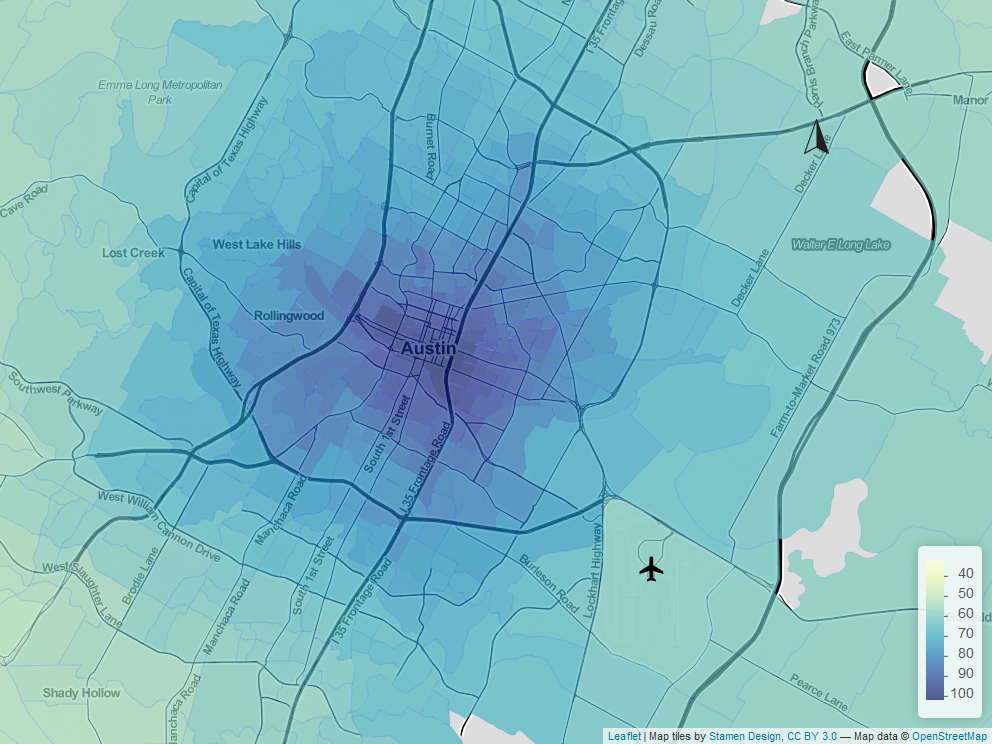 I 35 Frontage
Dessau Roa
Parris Branch Parkwa
East Parmer Lane
Manor
Emma Long Metropolitan
Park
Capital of Texas Highway
Burnet Road
Decker Lane
Cave Road
Lost Creek
West Lake Hills
Walter E Long Lake
Decker Lane
Capital of Texas Highway
Rollingwood
Austin
Farm-to-Market Road 973
Southwest Parkway
South 1st Street
I 35 Frontage Road
West William Cannon Drive
Manchaca Road
Brodie Lane
South 1st Street
Burleson Road
Lockhart Highway
West Slaughter Lane
Manchaca Road
I 35 Frontage Road
Shady Hollow
Manchaca Road
Pearce Lane
40
50
60
70
80
90
100
Leaflet | Map tiles by Stamen Design, CC BY 3.0 — Map data © OpenStreetMap